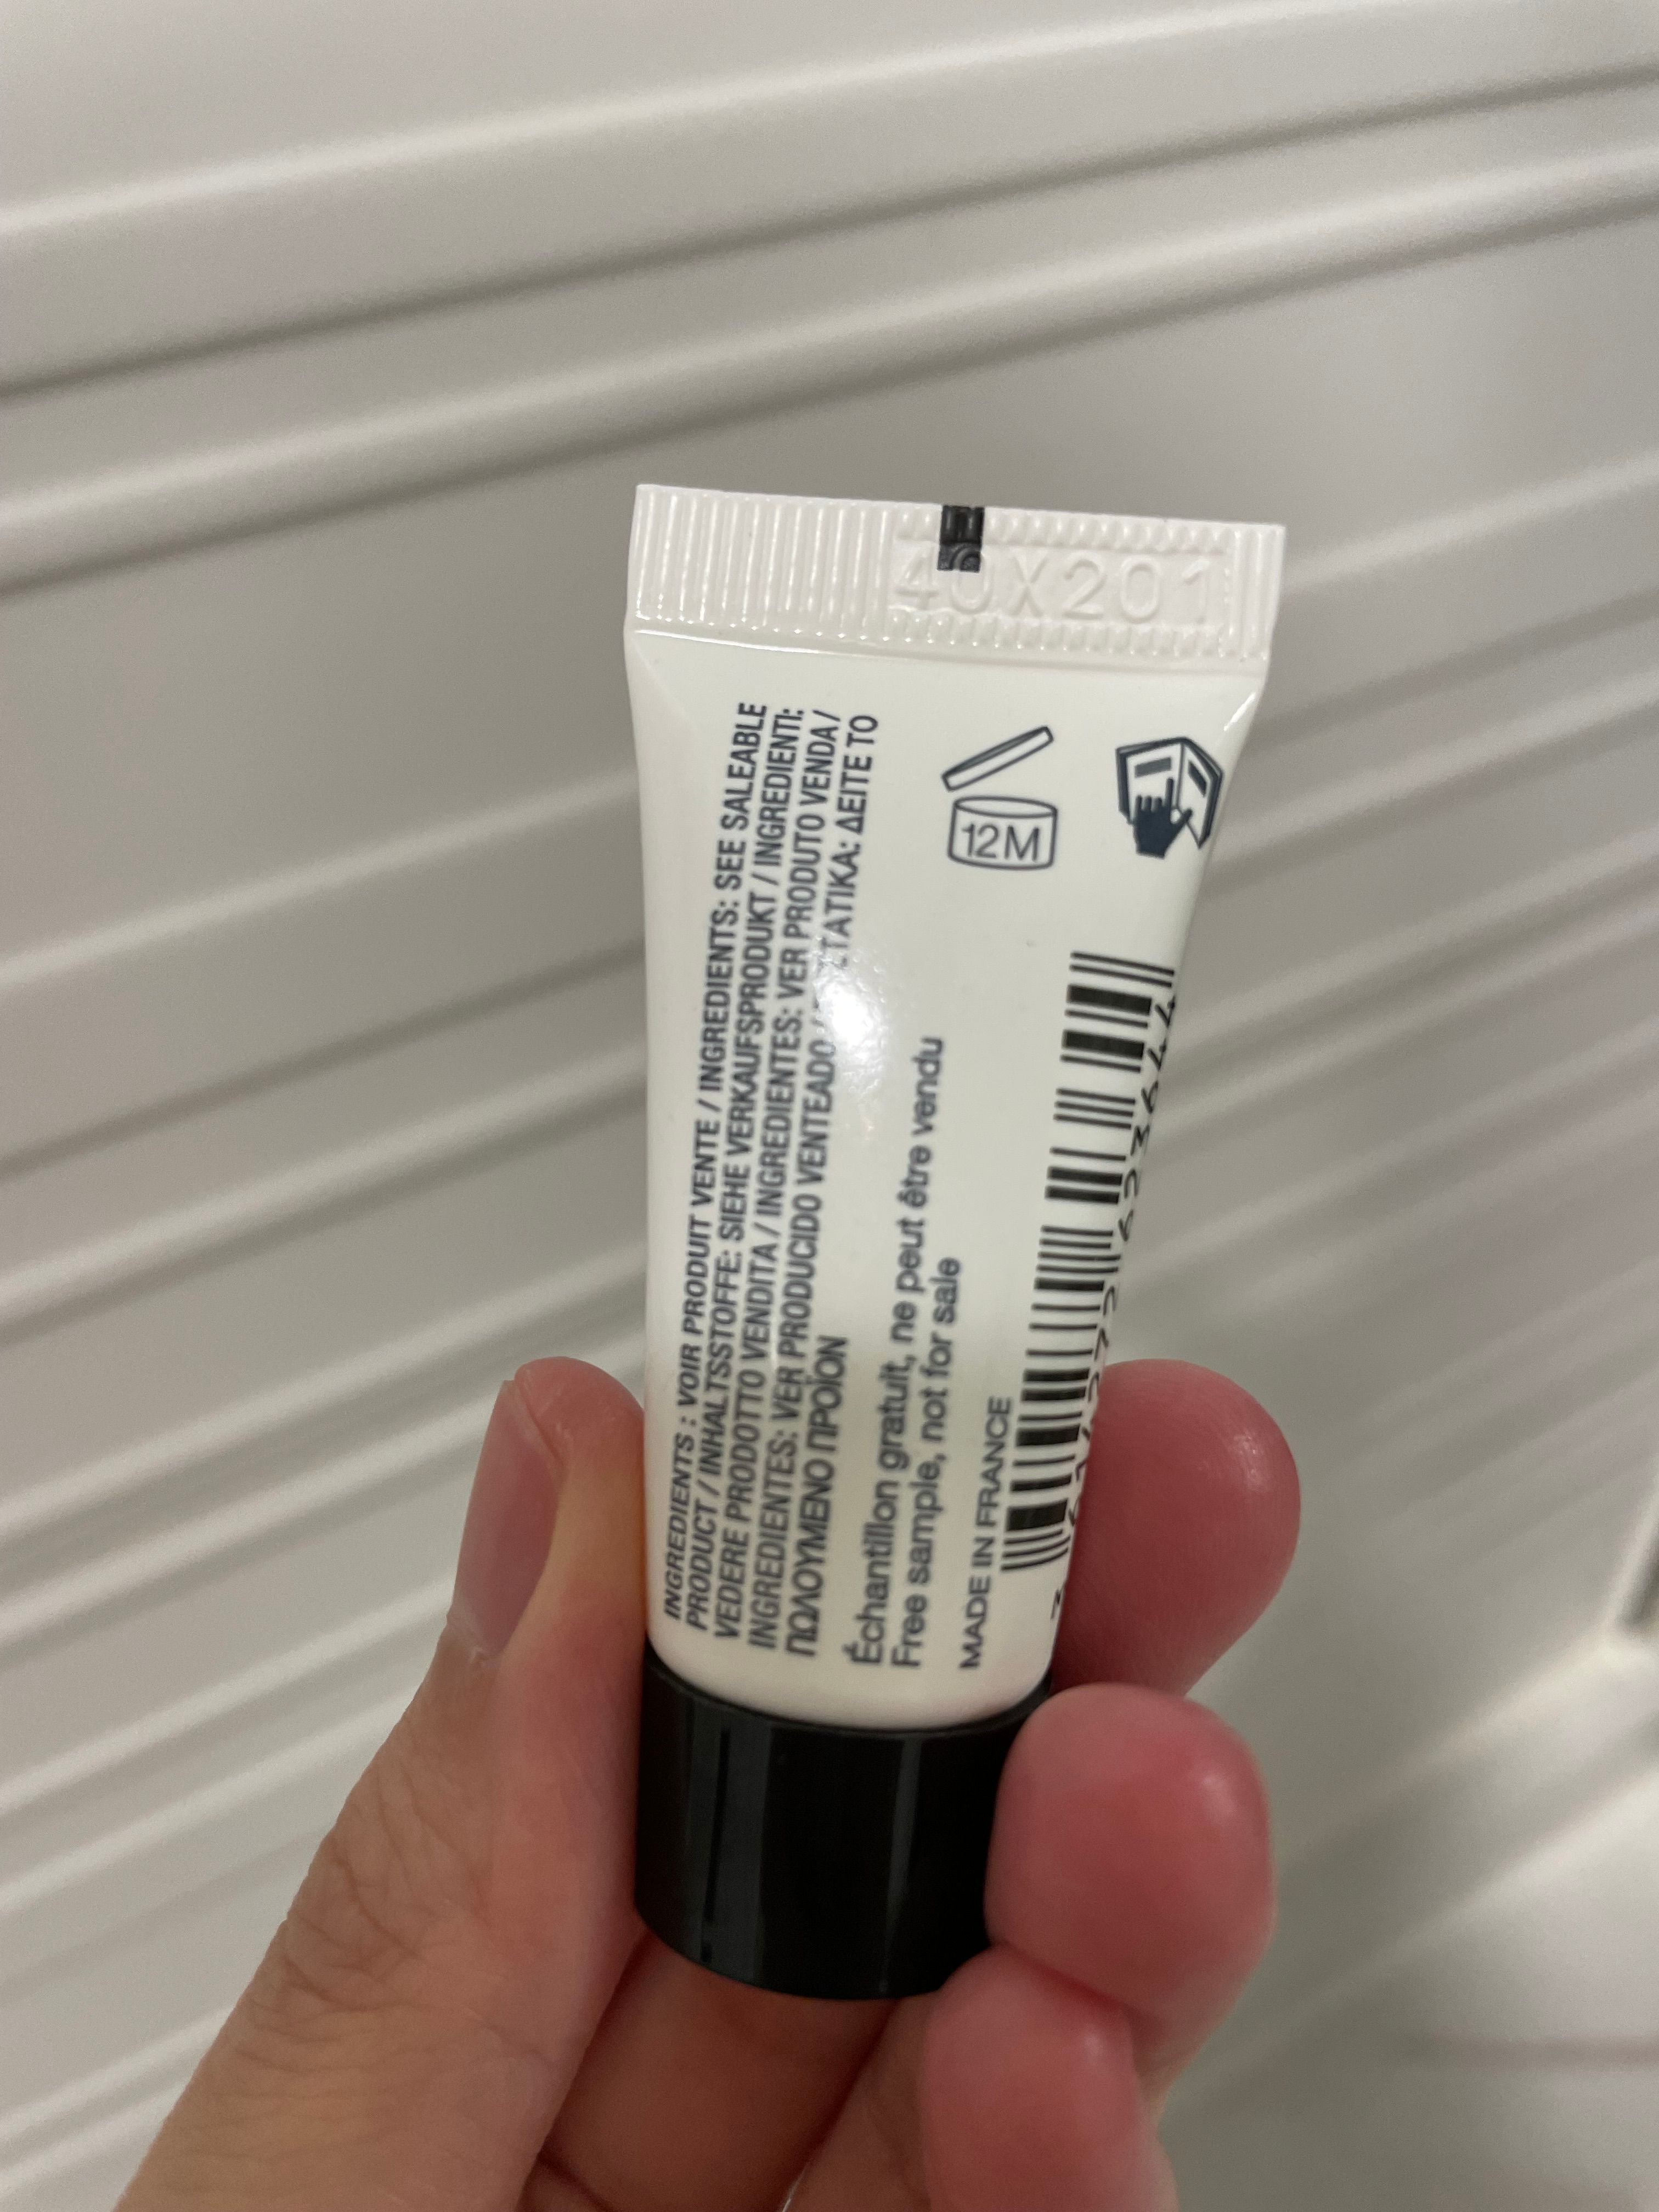 40X201
INGREDIENTS : VOIR PRODUIT VENTE / INGREDIENTS: SEE SALEABLE
PRODUCT / INHALTSSTOFFE: SIEHE VERKAUFSPRODUKT / INGREDIENTI:
VEDERE PRODOTTO VENDITA / INGREDIENTES: VER PRODUTO VENDA /
INGREDIENTES: VER PRODUCIDO VENTEADO / ΔΕΙΤΕ ΤΟ
ΠΩΛΟΥΜΕΝΟ ΠΡΟΪΟΝ
Échantillon gratuit, ne peut être vendu
Free sample, not for sale
MADE IN FRANCE
12M